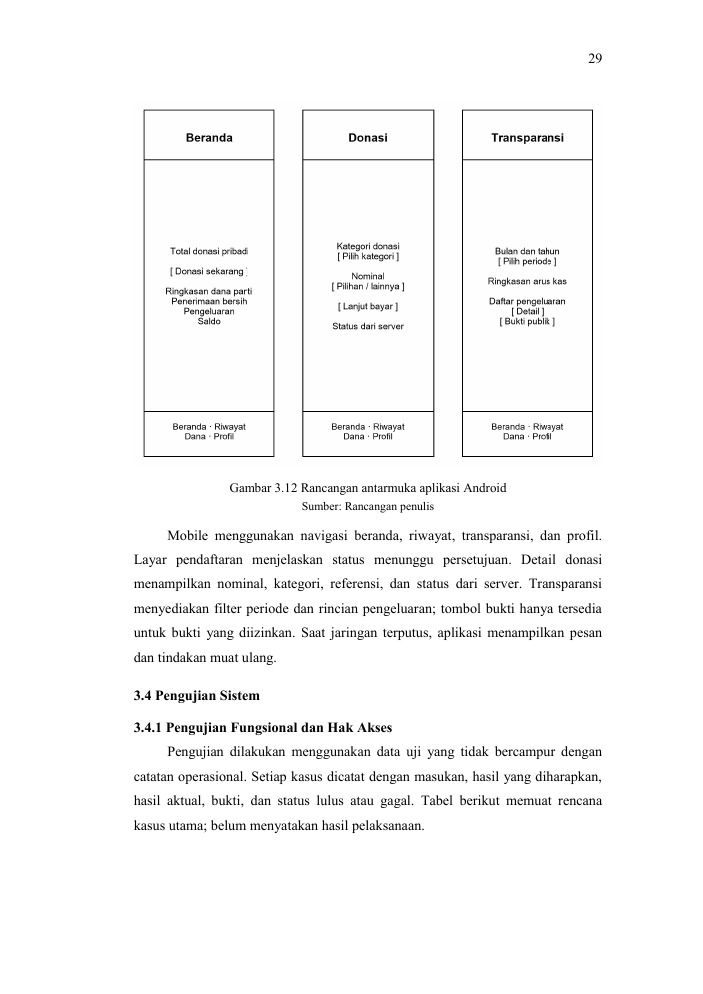 29
Beranda
Total donasi pribadi
[ Donasi sekarang ]
Ringkasan dana parti
Penerimaan bersih
Pengeluaran
Saldo
Beranda · Riwayat
Dana · Profil
Donasi
Kategori donasi
[ Pilih kategori ]
Nominal
[ Pilihan / lainnya ]
[ Lanjut bayar ]
Status dari server
Beranda · Riwayat
Dana · Profil
Transparansi
Bulan dan tahun
[ Pilih periode ]
Ringkasan arus kas
Daftar pengeluaran
[ Detail ]
[ Bukti publik ]
Beranda · Riwayat
Dana · Profil
Gambar 3.12 Rancangan antarmuka aplikasi Android
Sumber: Rancangan penulis
Mobile menggunakan navigasi beranda, riwayat, transparansi, dan profil.
Layar pendaftaran menjelaskan status menunggu persetujuan. Detail donasi
menampilkan nominal, kategori, referensi, dan status dari server. Transparansi
menyediakan filter periode dan rincian pengeluaran; tombol bukti hanya tersedia
untuk bukti yang diizinkan. Saat jaringan terputus, aplikasi menampilkan pesan
dan tindakan muat ulang.
3.4 Pengujian Sistem
3.4.1 Pengujian Fungsional dan Hak Akses
Pengujian dilakukan menggunakan data uji yang tidak bercampur dengan
catatan operasional. Setiap kasus dicatat dengan masukan, hasil yang diharapkan,
hasil aktual, bukti, dan status lulus atau gagal. Tabel berikut memuat rencana
kasus utama; belum menyatakan hasil pelaksanaan.